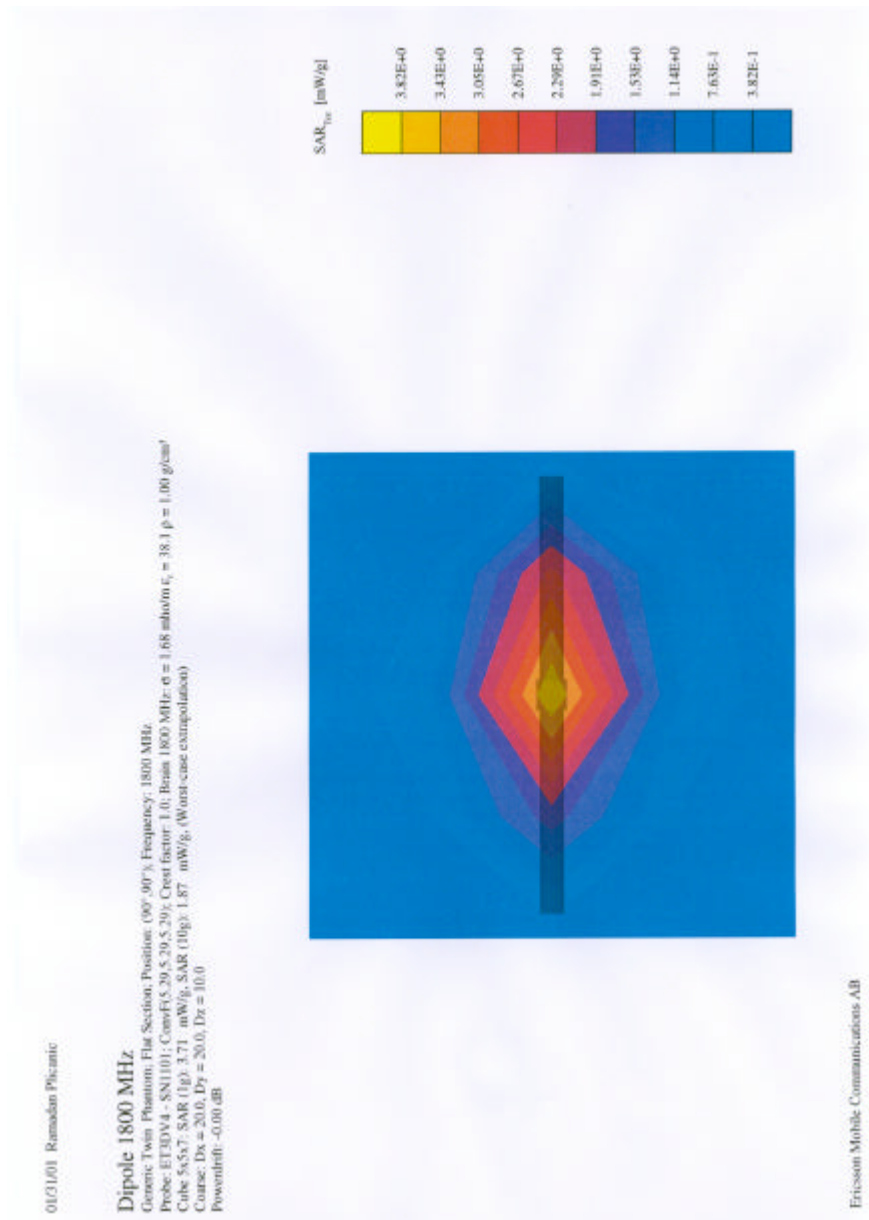 01/31/01 Ramadan Plicanic
Dipole 1800 MHz
Generic Twin Phantom; Flat Section; Position: (90°,90°); Frequency: 1800 MHz
Probe: ET3DV4 - SN1101; ConvF(5.29,5.29,5.29); Crest factor: 1.0; Brain 1800 MHz: σ = 1.68 mho/m εr = 38.1 ρ = 1.00 g/cm³
Cube 5x5x7: SAR (1g): 3.71 mW/g, SAR (10g): 1.87 mW/g, (Worst-case extrapolation)
Coarse: Dx = 20.0, Dy = 20.0, Dz = 10.0
Powerdrift: -0.00 dB
SARTot [mW/g]
3.82E+0
3.43E+0
3.05E+0
2.67E+0
2.29E+0
1.91E+0
1.53E+0
1.14E+0
7.63E-1
3.82E-1
Ericsson Mobile Communications AB